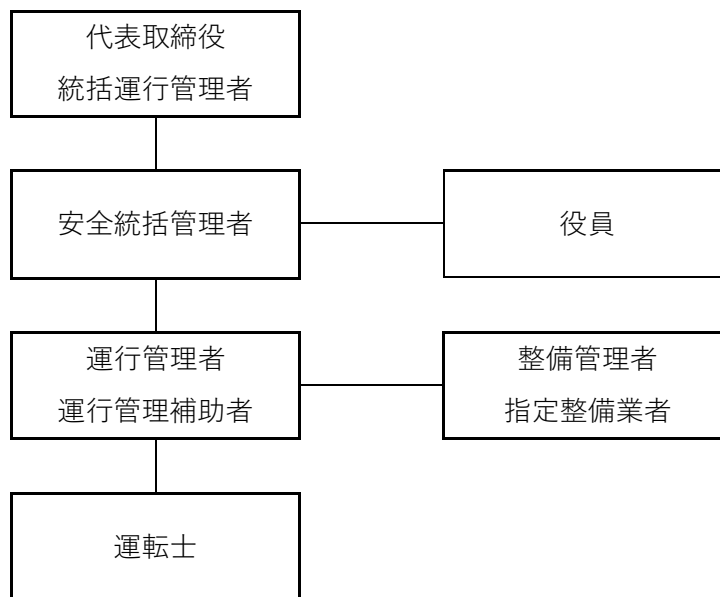 代表取締役
統括運行管理者
安全統括管理者
役員
運行管理者
運行管理補助者
整備管理者
指定整備業者
運転士